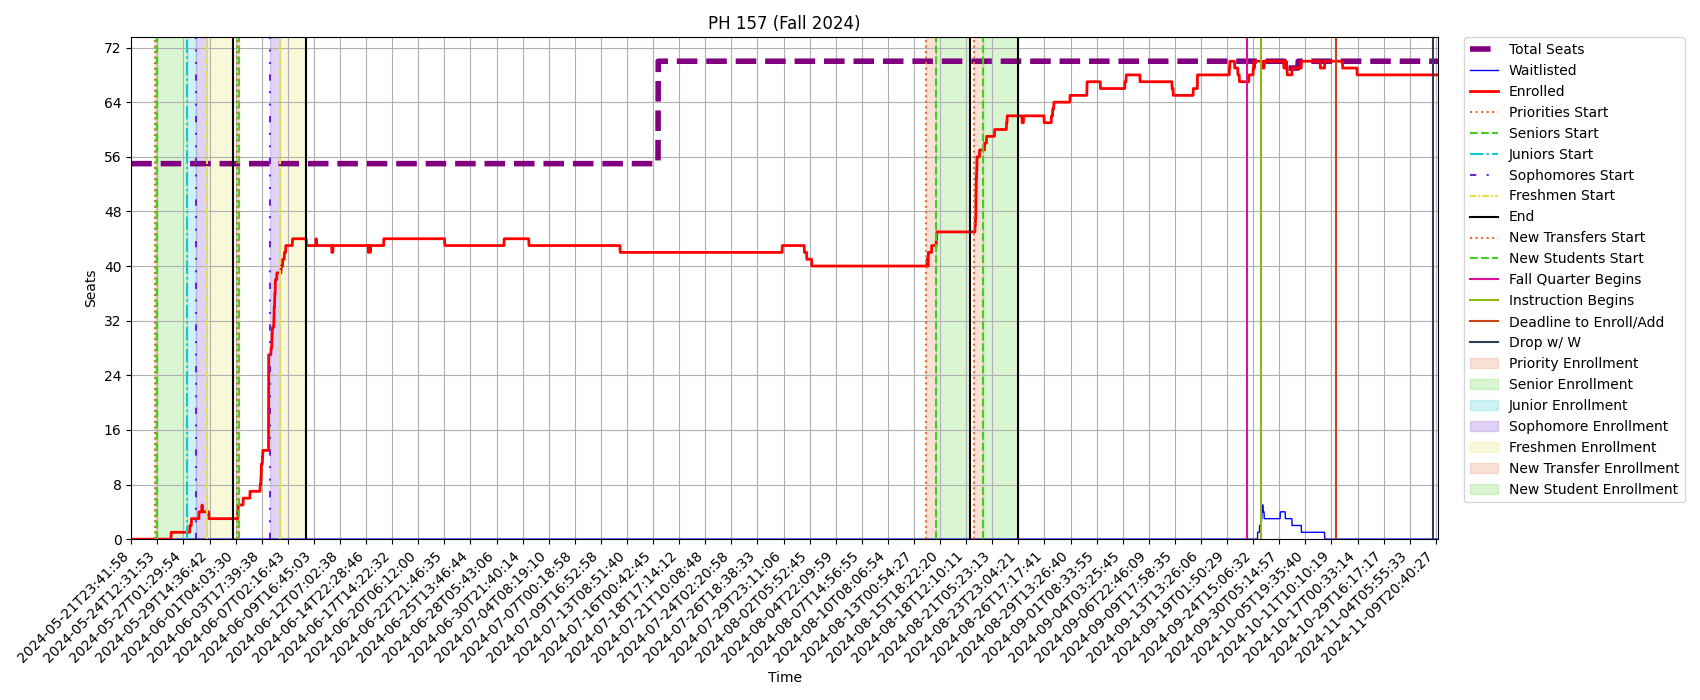 PH 157 (Fall 2024)
Seats
72
64
56
48
40
32
24
16
8
0
2024-05-21T23:41:58
2024-05-24T12:31:53
2024-05-27T01:29:54
2024-05-29T14:36:42
2024-06-01T04:03:30
2024-06-03T17:39:38
2024-06-07T02:16:43
2024-06-09T16:45:03
2024-06-12T07:02:38
2024-06-14T22:28:46
2024-06-17T14:22:32
2024-06-20T06:12:00
2024-06-22T21:46:35
2024-06-25T13:46:44
2024-06-28T05:43:06
2024-06-30T21:40:14
2024-07-04T08:19:10
2024-07-07T00:18:58
2024-07-09T16:52:58
2024-07-13T08:51:40
2024-07-16T00:42:45
2024-07-18T17:14:12
2024-07-21T10:08:48
2024-07-24T02:20:58
2024-07-26T18:38:33
2024-07-29T23:11:06
2024-08-02T05:52:45
2024-08-04T22:09:59
2024-08-07T14:56:55
2024-08-10T08:06:54
2024-08-13T00:54:27
2024-08-15T18:22:20
2024-08-18T12:10:11
2024-08-21T05:23:13
2024-08-23T23:04:21
2024-08-26T17:17:41
2024-08-29T13:26:40
2024-09-01T08:33:55
2024-09-04T03:25:45
2024-09-06T22:46:09
2024-09-09T17:58:35
2024-09-13T13:26:06
2024-09-19T01:50:29
2024-09-24T15:06:32
2024-09-30T05:14:57
2024-10-05T19:35:40
2024-10-11T10:10:19
2024-10-17T00:33:14
2024-10-29T16:17:17
2024-11-04T05:55:33
2024-11-09T20:40:27
Time
Total Seats
Waitlisted
Enrolled
Priorities Start
Seniors Start
Juniors Start
Sophomores Start
Freshmen Start
End
New Transfers Start
New Students Start
Fall Quarter Begins
Instruction Begins
Deadline to Enroll/Add
Drop w/ W
Priority Enrollment
Senior Enrollment
Junior Enrollment
Sophomore Enrollment
Freshmen Enrollment
New Transfer Enrollment
New Student Enrollment